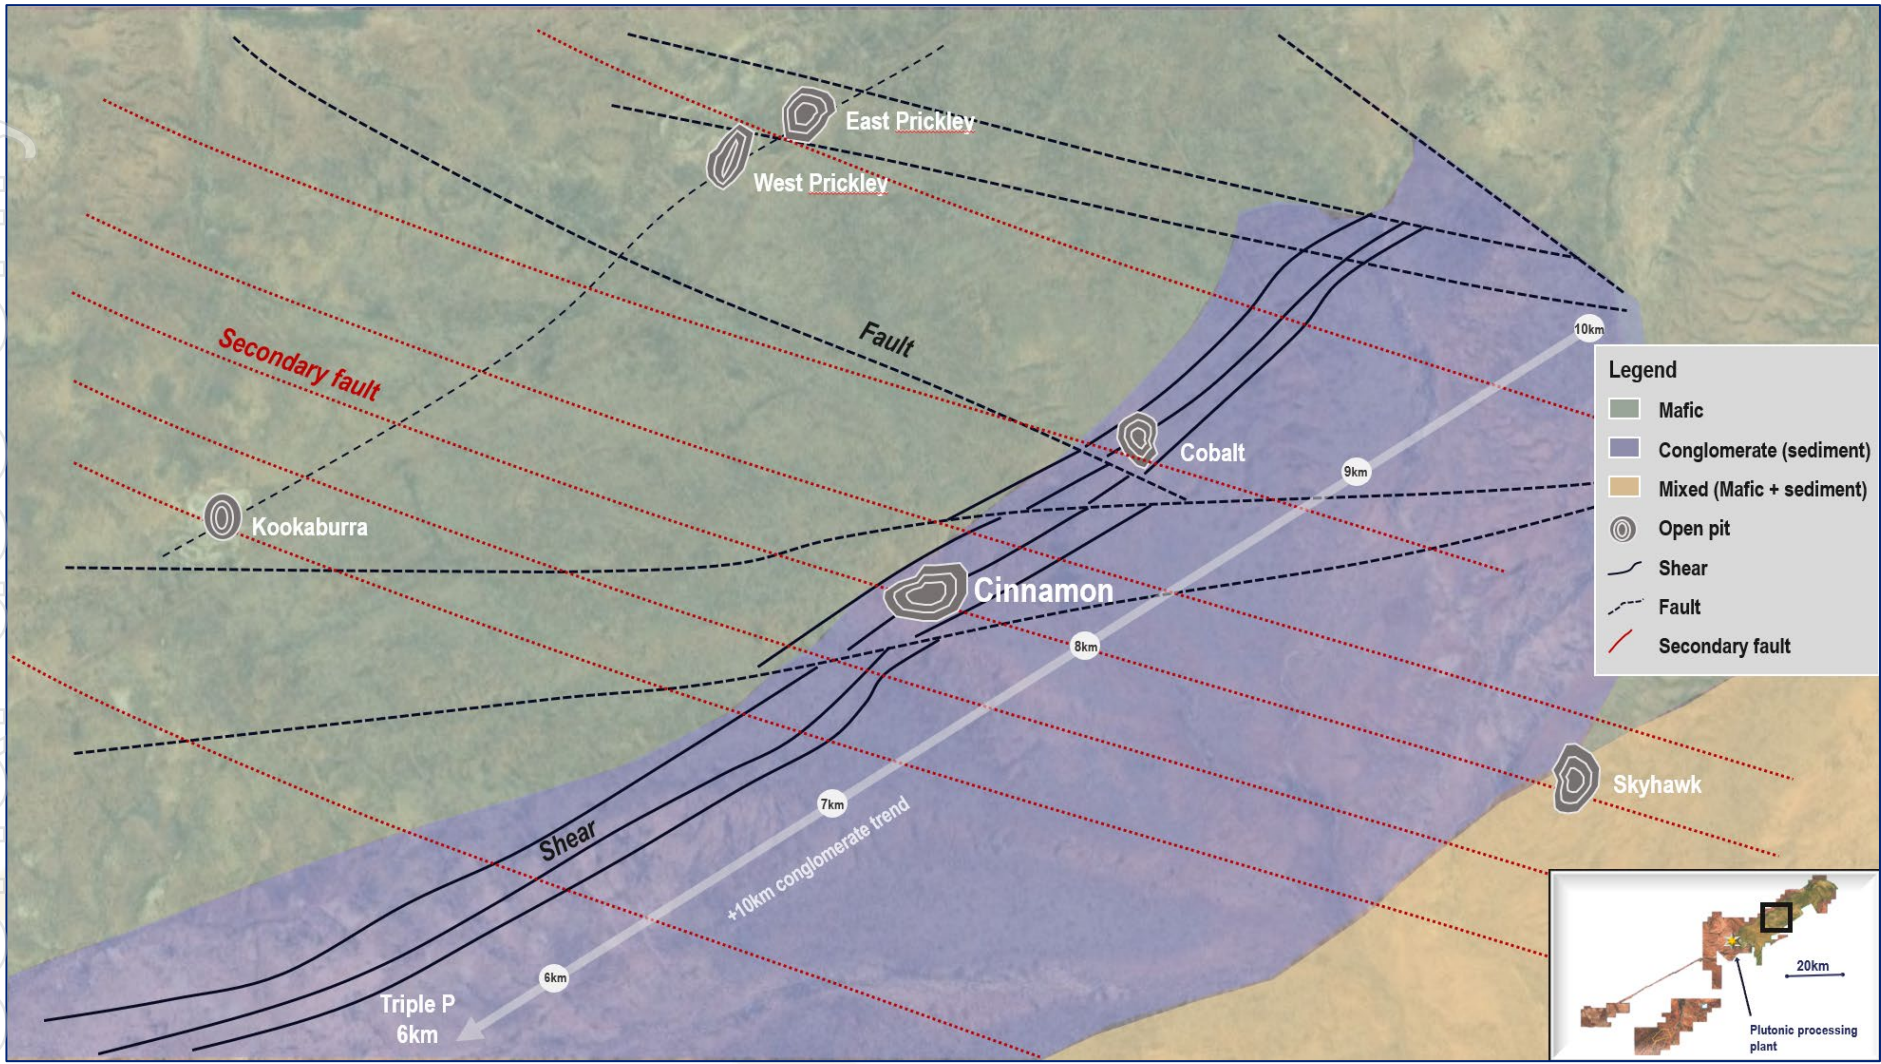 East Prickley
West Prickley
Fault
Secondary fault
10km
Legend
Mafic
Conglomerate (sediment)
Mixed (Mafic + sediment)
Open pit
Shear
Fault
Secondary fault
Cobalt
9km
Kookaburra
Cinnamon
8km
Skyhawk
7km
+10km conglomerate trend
Shear
6km
Triple P
6km
20km
Plutonic processing
plant